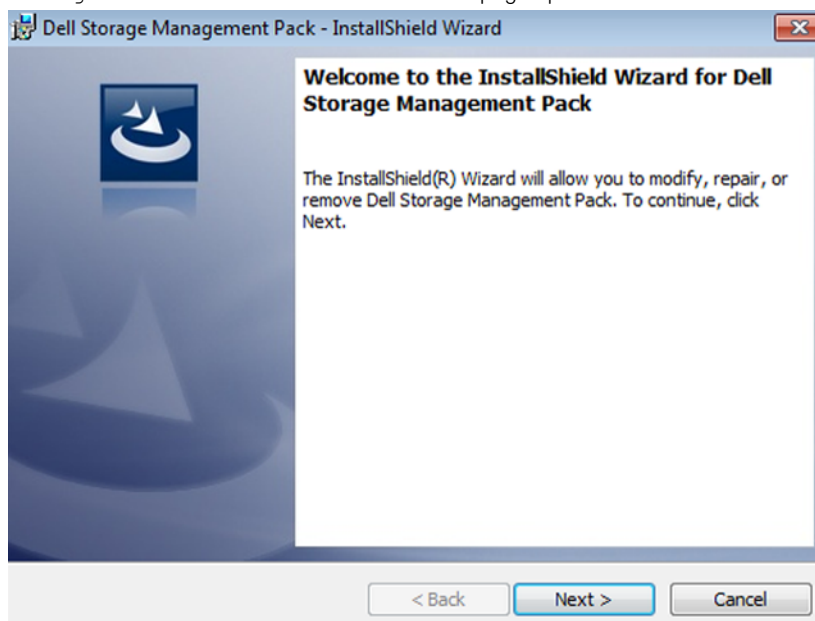 Dell Storage Management Pack - InstallShield Wizard
Welcome to the InstallShield Wizard for Dell
Storage Management Pack
The InstallShield(R) Wizard will allow you to modify, repair, or
remove Dell Storage Management Pack. To continue, click
Next.
< Back
Next >
Cancel